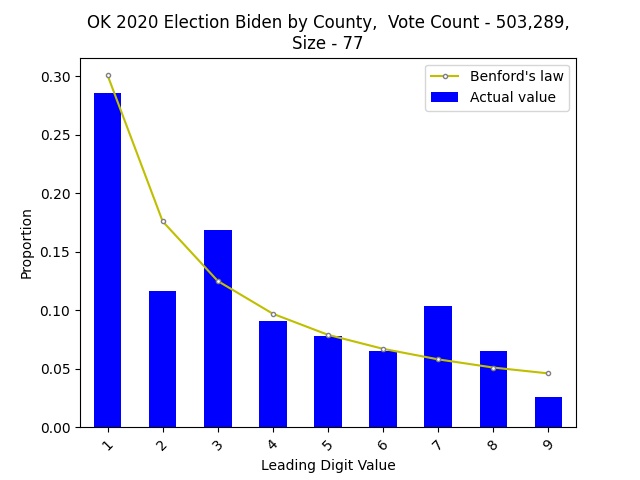 OK 2020 Election Biden by County,  Vote Count - 503,289,
Size - 77
Benford's law
Actual value
0.30
0.25
0.20
0.15
0.10
0.05
0.00
Proportion
1 2 3 4 5 6 7 8 9
Leading Digit Value